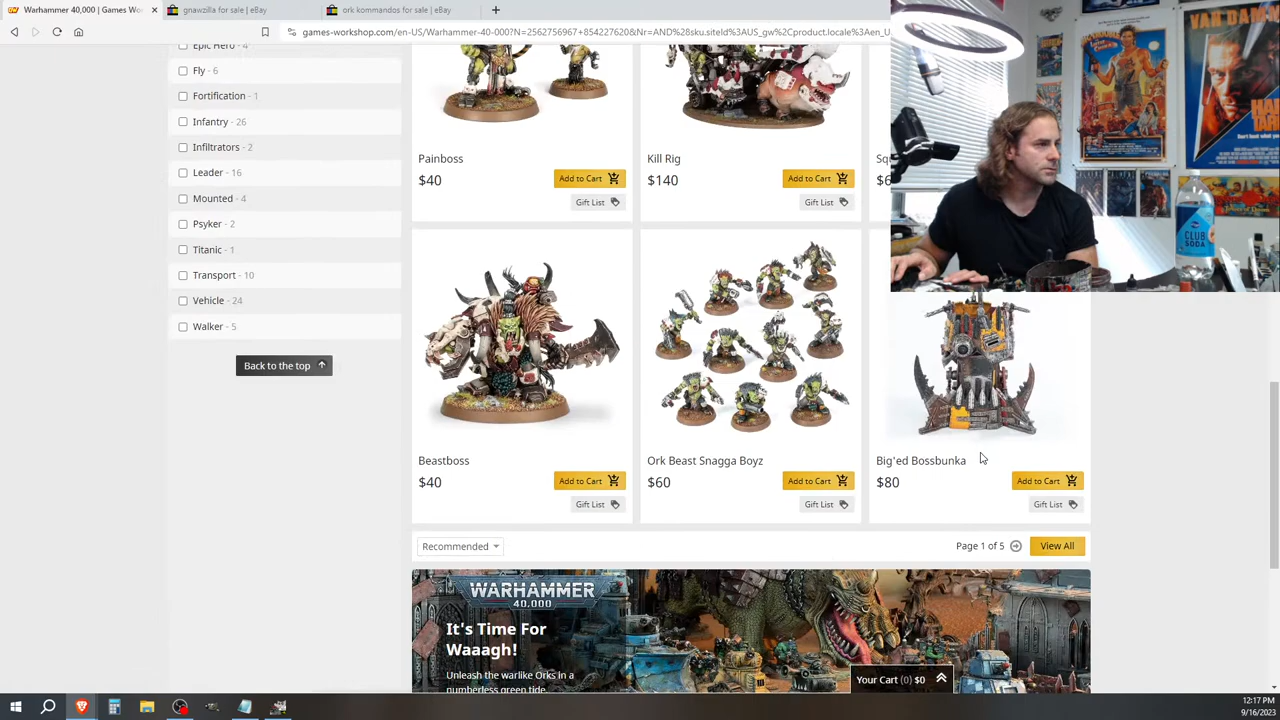 Warhammer 40,000 | Games Wo
gnawzilla for sale | eBay
ork kommandos for sale | eBay
games-workshop.com/en-US/Warhammer-40-000?N=2562756967+854227620&Nr=AND%28sku.siteId%3AUS_gw%2Cproduct.locale%3Aen_U
Epic Hero - 4
Fly - 6
Fortification - 1
Infantry - 26
Infiltrators - 2
Leader - 18
Mounted - 4
Psyker - 2
Titanic - 1
Transport - 10
Vehicle - 24
Walker - 5
Back to the top
Painboss
$40
Add to Cart
Gift List
Kill Rig
$140
Add to Cart
Gift List
Beastboss
$40
Add to Cart
Gift List
Ork Beast Snagga Boyz
$60
Add to Cart
Gift List
Big'ed Bossbunka
$80
Add to Cart
Gift List
Recommended
Page 1 of 5
View All
WARHAMMER
40,000
It's Time For
Waaagh!
Unleash the warlike Orks in a
numberless green tide
Your Cart (0) $0
VAN DAMME
CLUB
SODA
12:17 PM
9/16/2023